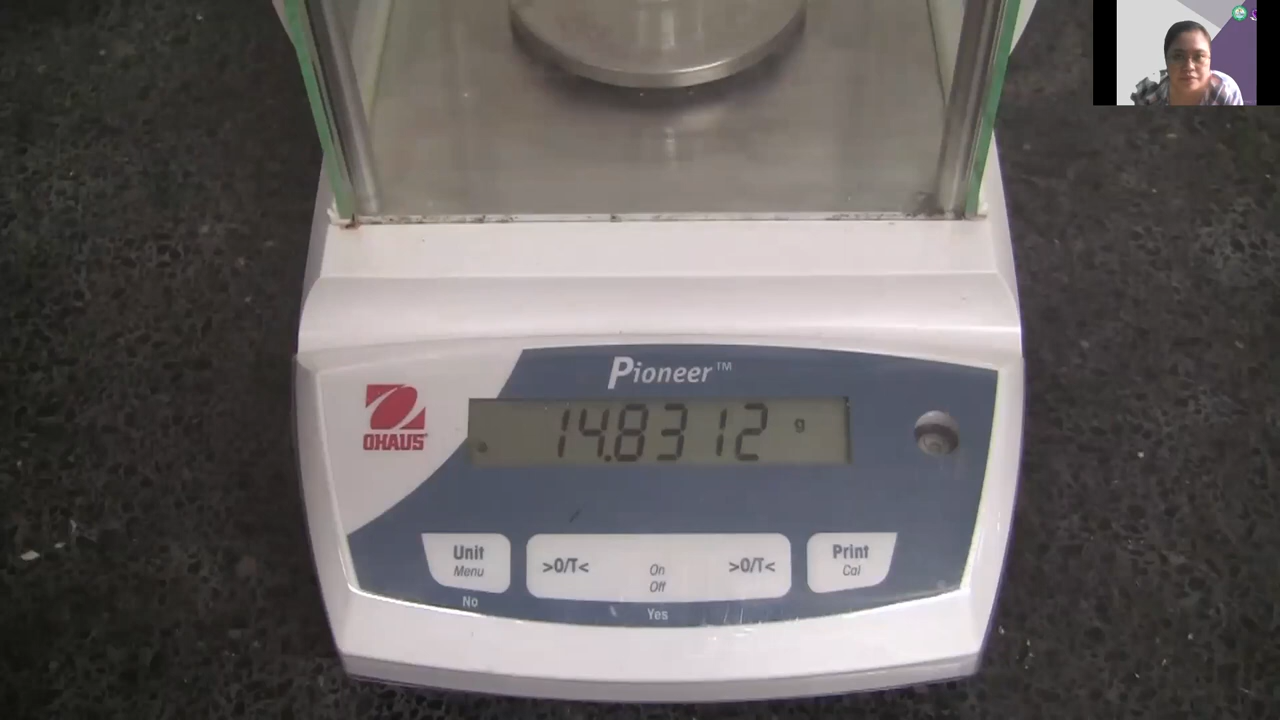 Pioneer™
OHAUS
14.8312 g
Unit
Menu
No
>0/T<
On
Off
>0/T<
Yes
Print
Cal